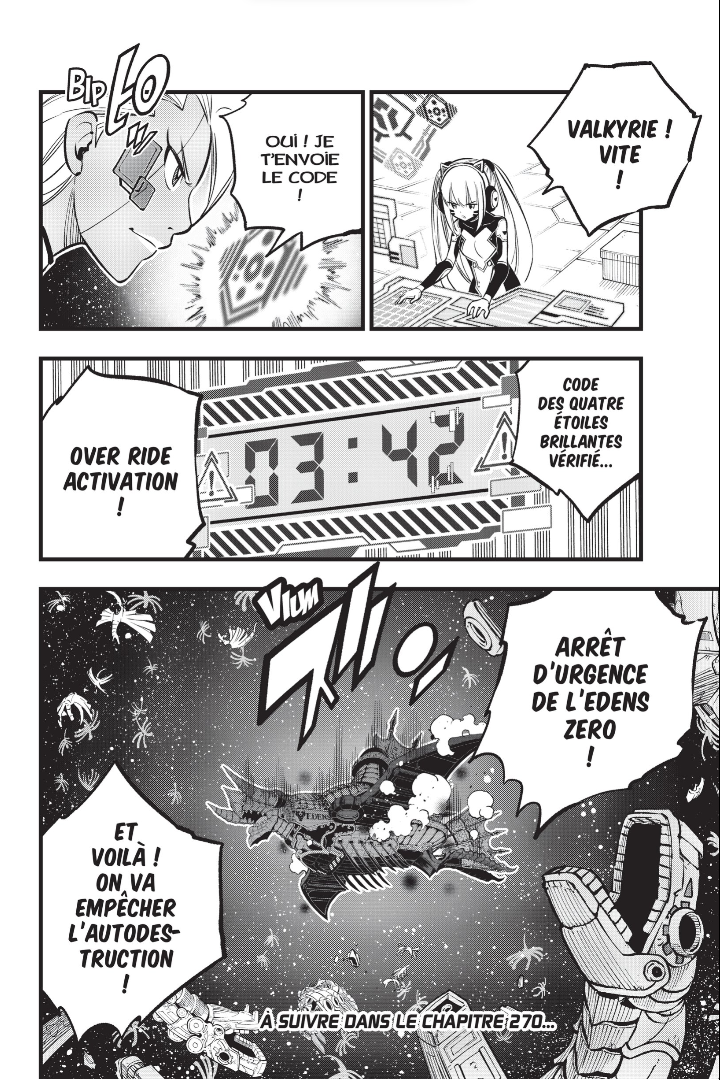 BIP
OUI ! JE
T'ENVOIE
LE CODE
!
VALKYRIE !
VITE
!
OVER RIDE
ACTIVATION
!
03:42
CODE
DES QUATRE
ÉTOILES
BRILLANTES
VÉRIFIÉ...
VIUM
ARRÊT
D'URGENCE
DE L'EDENS
ZERO
!
EDENS
ET
VOILÀ !
ON VA
EMPÊCHER
L'AUTODES-
TRUCTION
!
À SUIVRE DANS LE CHAPITRE 270...